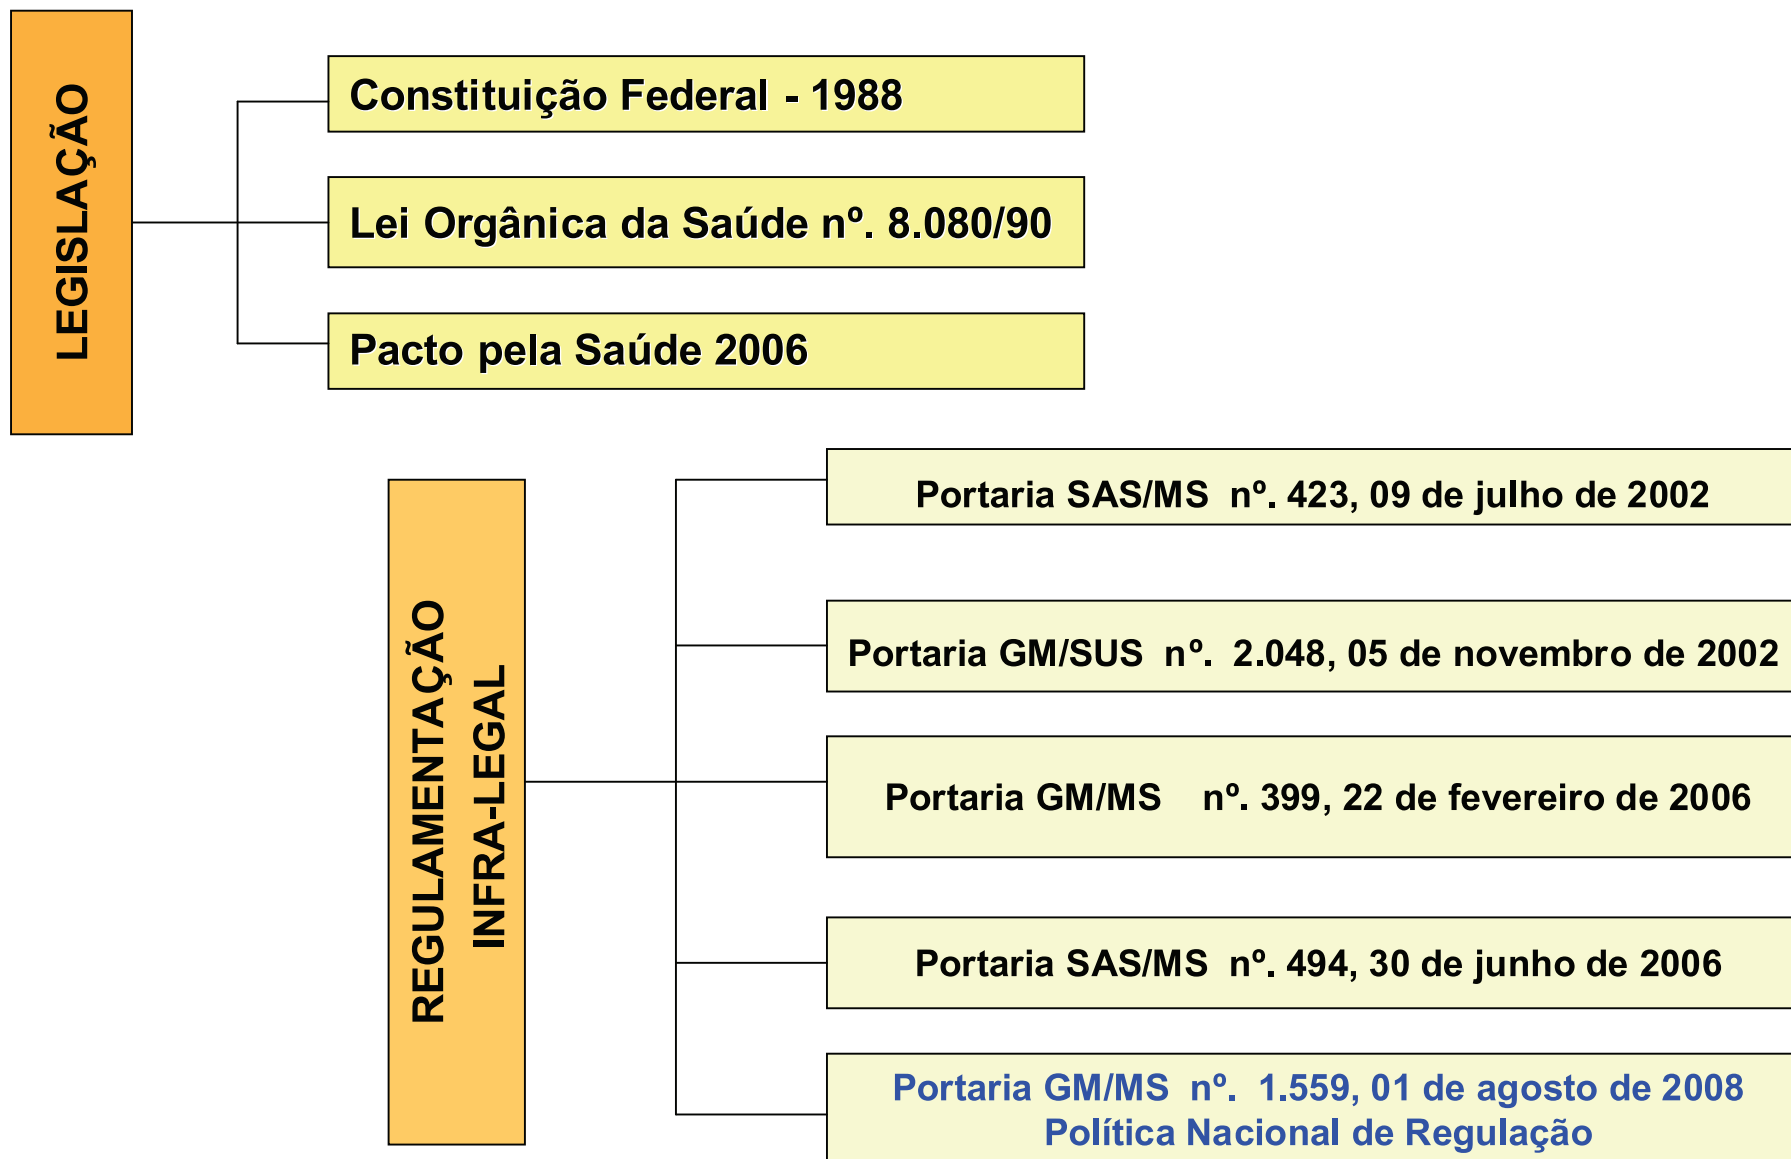 LEGISLAÇÃO
Constituição Federal - 1988
Lei Orgânica da Saúde nº. 8.080/90
Pacto pela Saúde 2006
REGULAMENTAÇÃO
INFRA-LEGAL
Portaria SAS/MS nº. 423, 09 de julho de 2002
Portaria GM/SUS nº. 2.048, 05 de novembro de 2002
Portaria GM/MS nº. 399, 22 de fevereiro de 2006
Portaria SAS/MS nº. 494, 30 de junho de 2006
Portaria GM/MS nº. 1.559, 01 de agosto de 2008
Política Nacional de Regulação